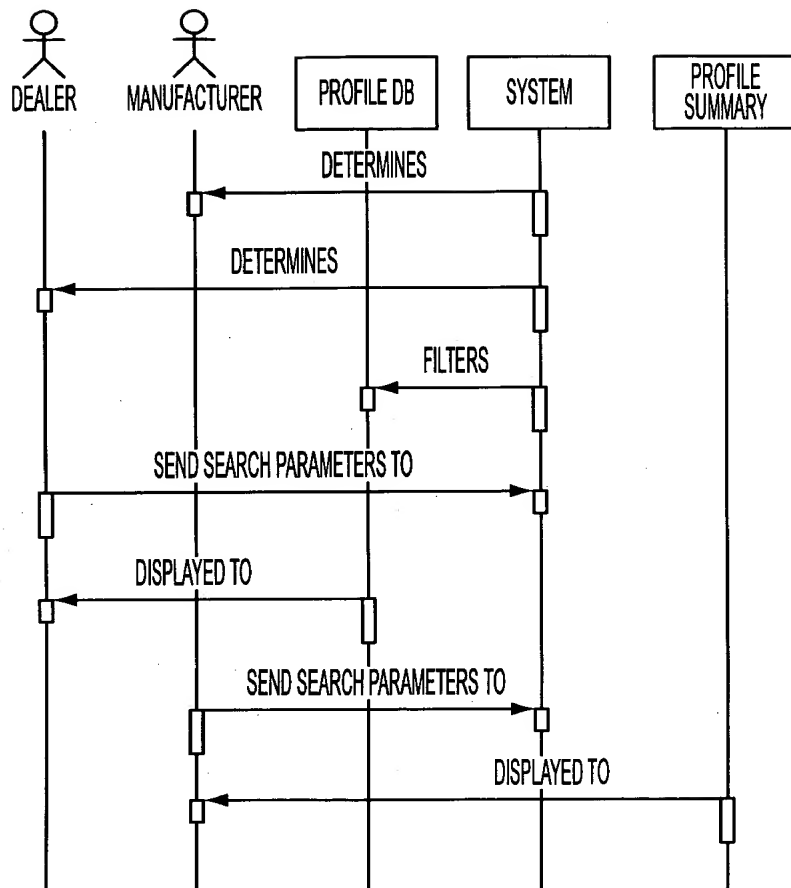 DEALER
MANUFACTURER
PROFILE DB
SYSTEM
PROFILE
SUMMARY
DETERMINES
DETERMINES
FILTERS
SEND SEARCH PARAMETERS TO
DISPLAYED TO
SEND SEARCH PARAMETERS TO
DISPLAYED TO